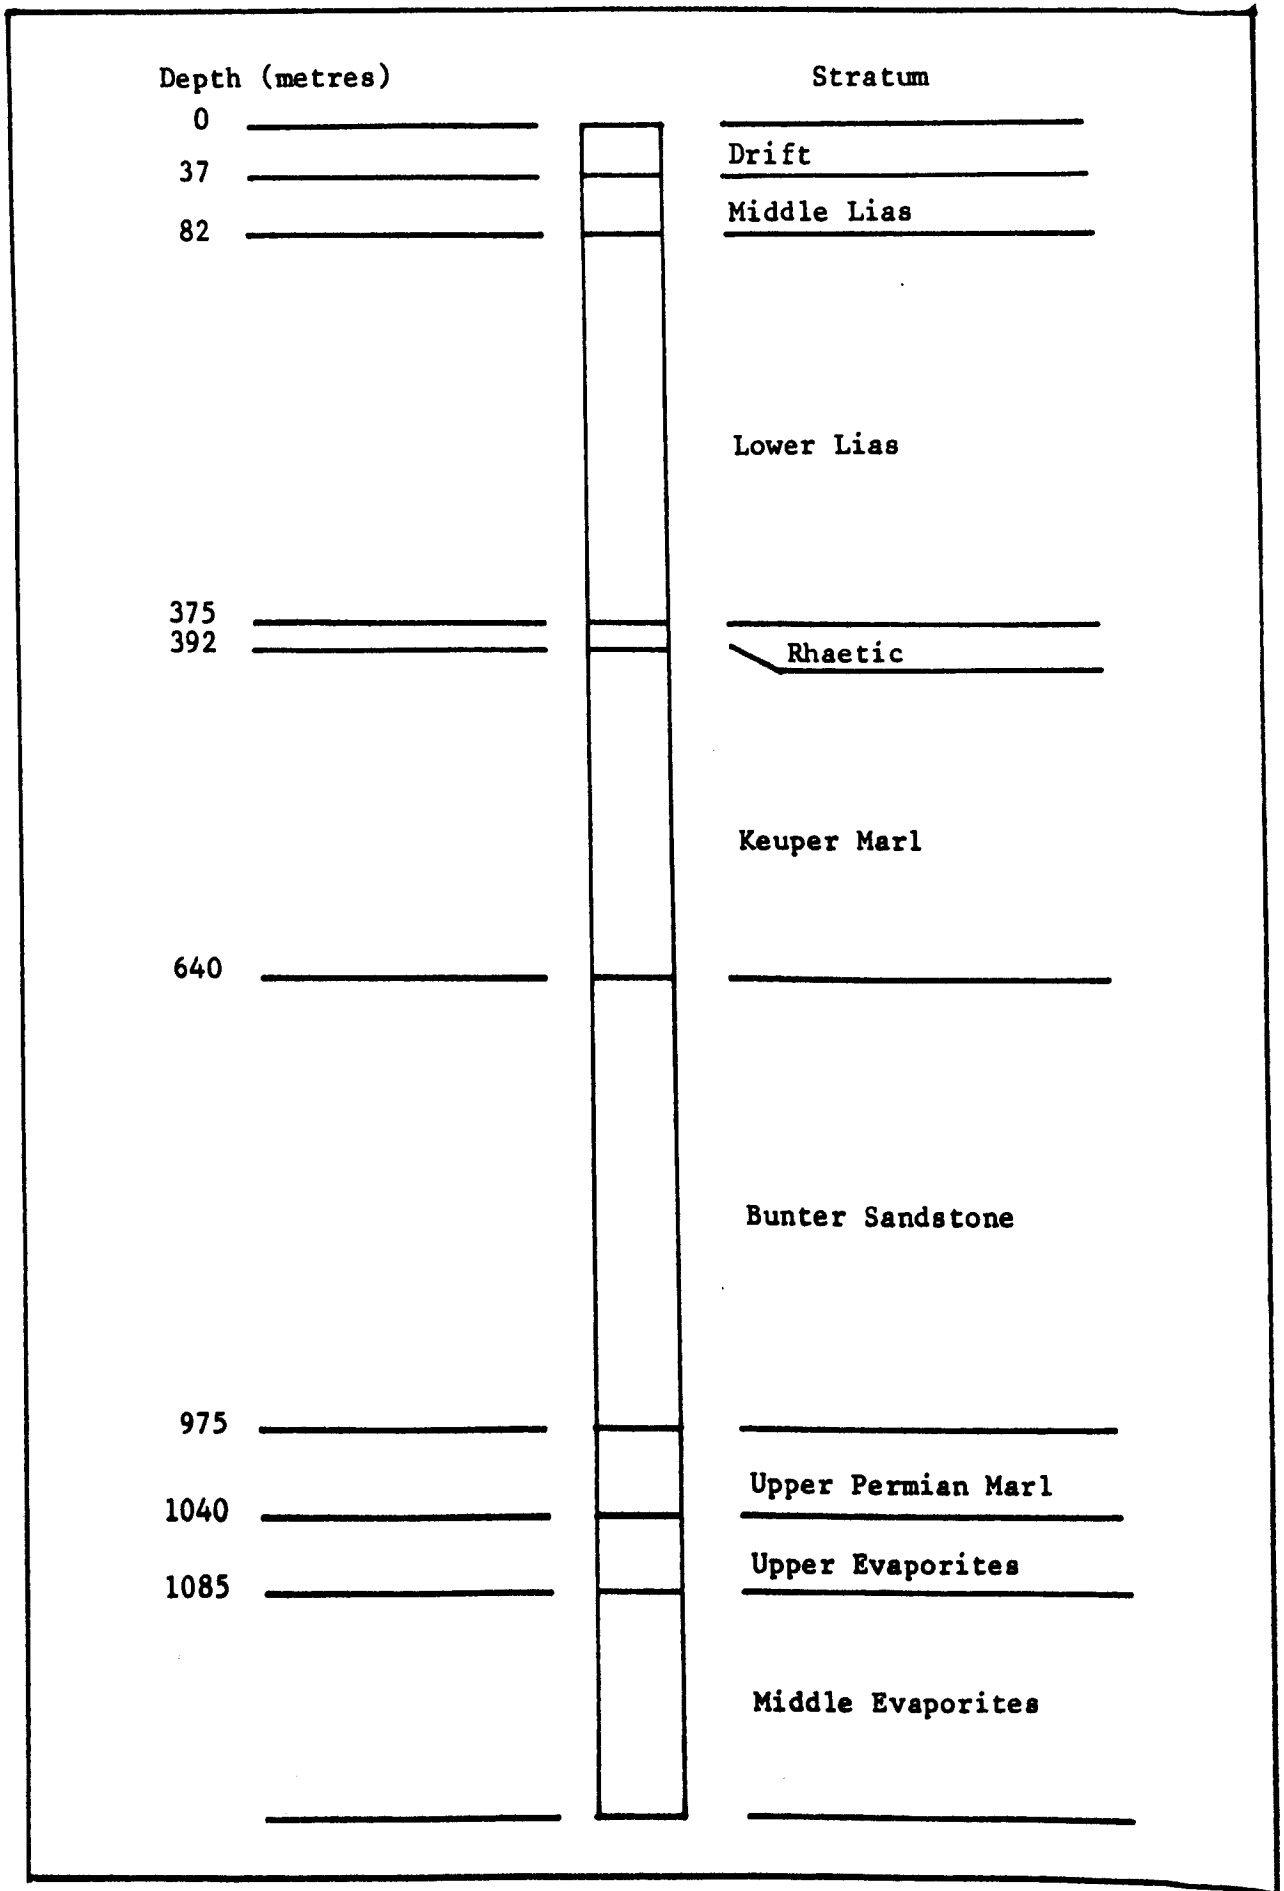 Depth (metres) Stratum
0
Drift
37
Middle Lias
82
Lower Lias
375
392 Rhaetic
Keuper Marl
640
Bunter Sandstone
975
Upper Permian Marl
1040
Upper Evaporites
1085
Middle Evaporites